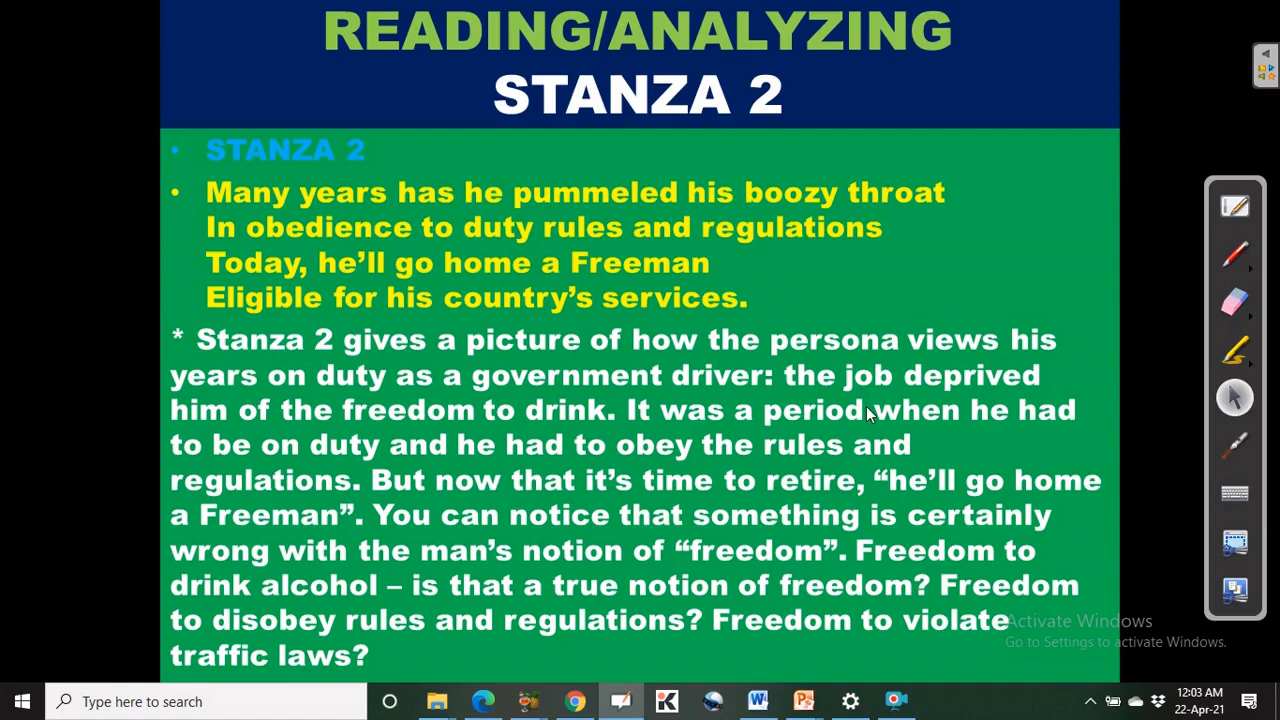 READING/ANALYZING
STANZA 2
• STANZA 2
• Many years has he pummeled his boozy throat
In obedience to duty rules and regulations
Today, he’ll go home a Freeman
Eligible for his country’s services.
* Stanza 2 gives a picture of how the persona views his
years on duty as a government driver: the job deprived
him of the freedom to drink. It was a period when he had
to be on duty and he had to obey the rules and
regulations. But now that it’s time to retire, “he’ll go home
a Freeman”. You can notice that something is certainly
wrong with the man’s notion of “freedom”. Freedom to
drink alcohol – is that a true notion of freedom? Freedom
to disobey rules and regulations? Freedom to violate
traffic laws?
Activate Windows
Go to Settings to activate Windows.
Type here to search
12:03 AM
22-Apr-21